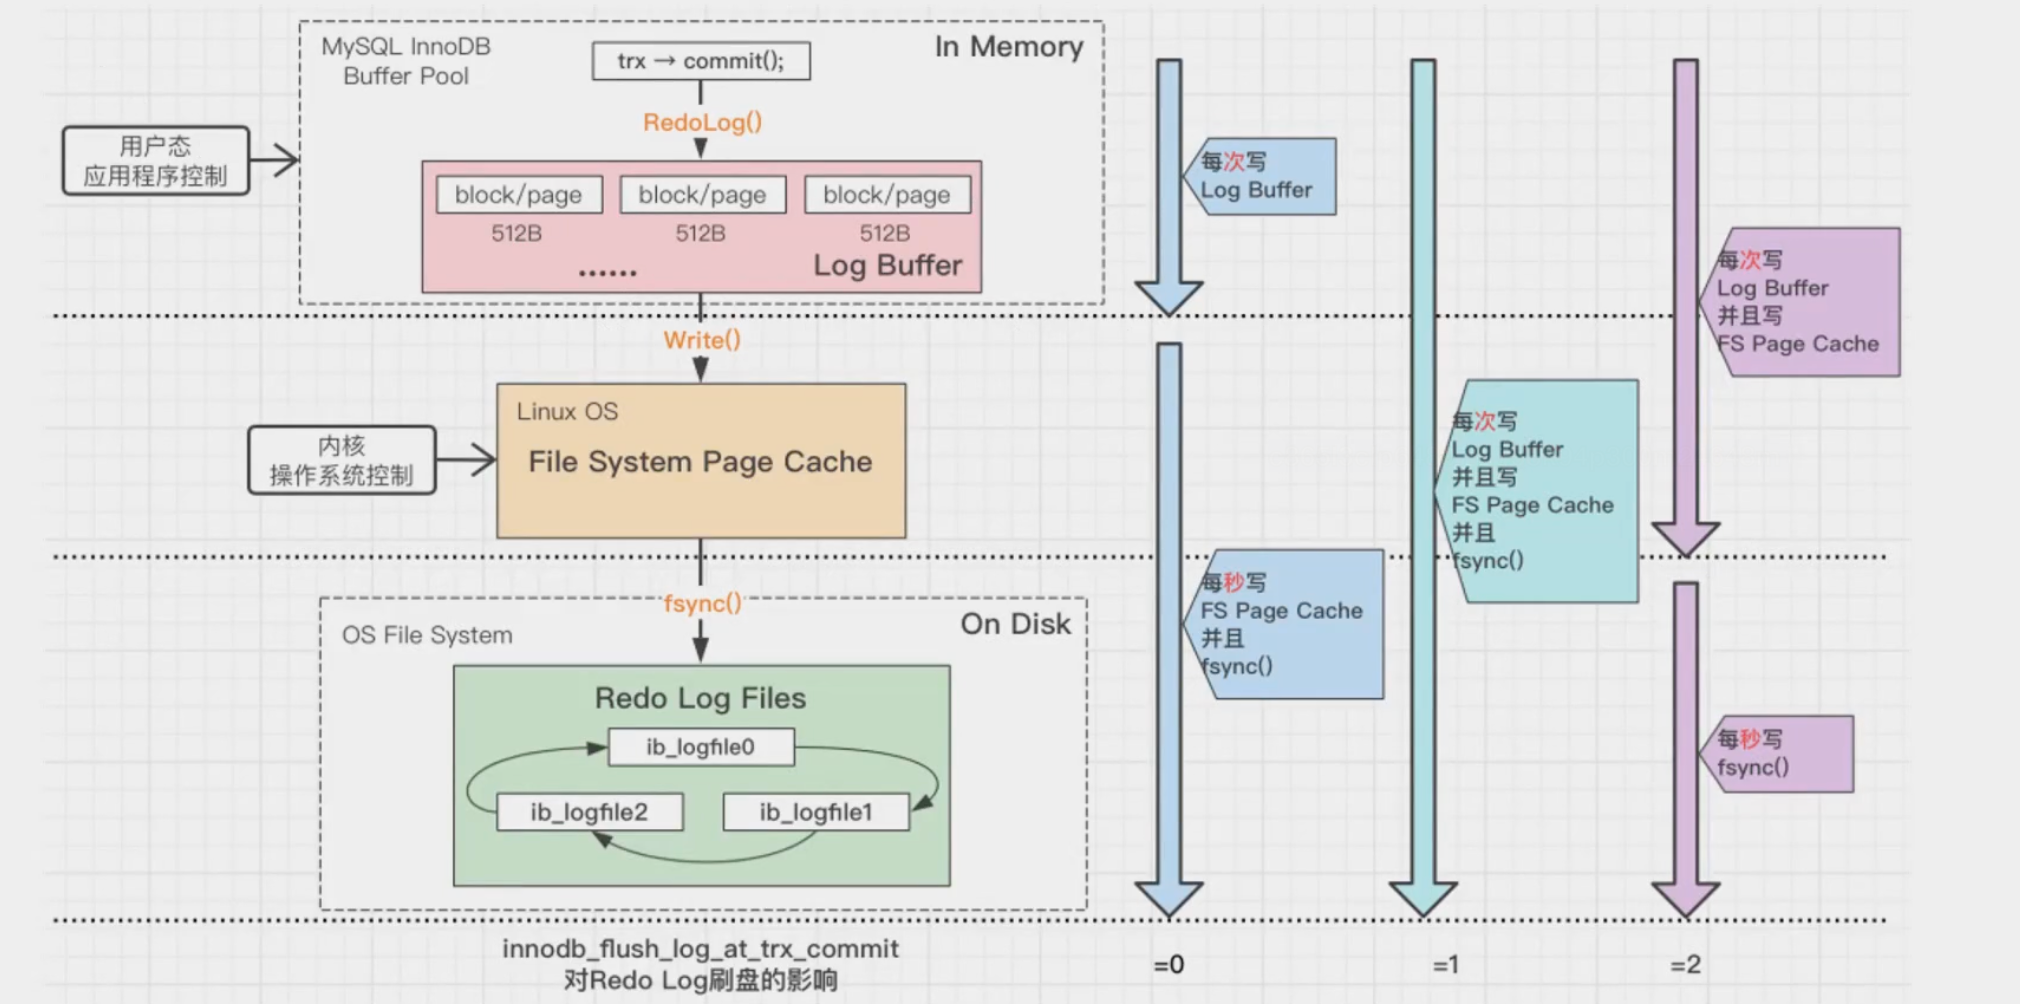 MySQL InnoDB
Buffer Pool
In Memory
trx → commit();
RedoLog()
用户态
应用程序控制
block/page
block/page
block/page
512B
512B
512B
......
Log Buffer
Write()
Linux OS
File System Page Cache
内核
操作系统控制
fsync()
OS File System
On Disk
Redo Log Files
ib_logfile0
ib_logfile2
ib_logfile1
innodb_flush_log_at_trx_commit
对Redo Log刷盘的影响
每次写
Log Buffer
每秒写
FS Page Cache
并且
fsync()
=0
每次写
Log Buffer
并且写
FS Page Cache
并且
fsync()
=1
每次写
Log Buffer
并且写
FS Page Cache
每秒写
fsync()
=2